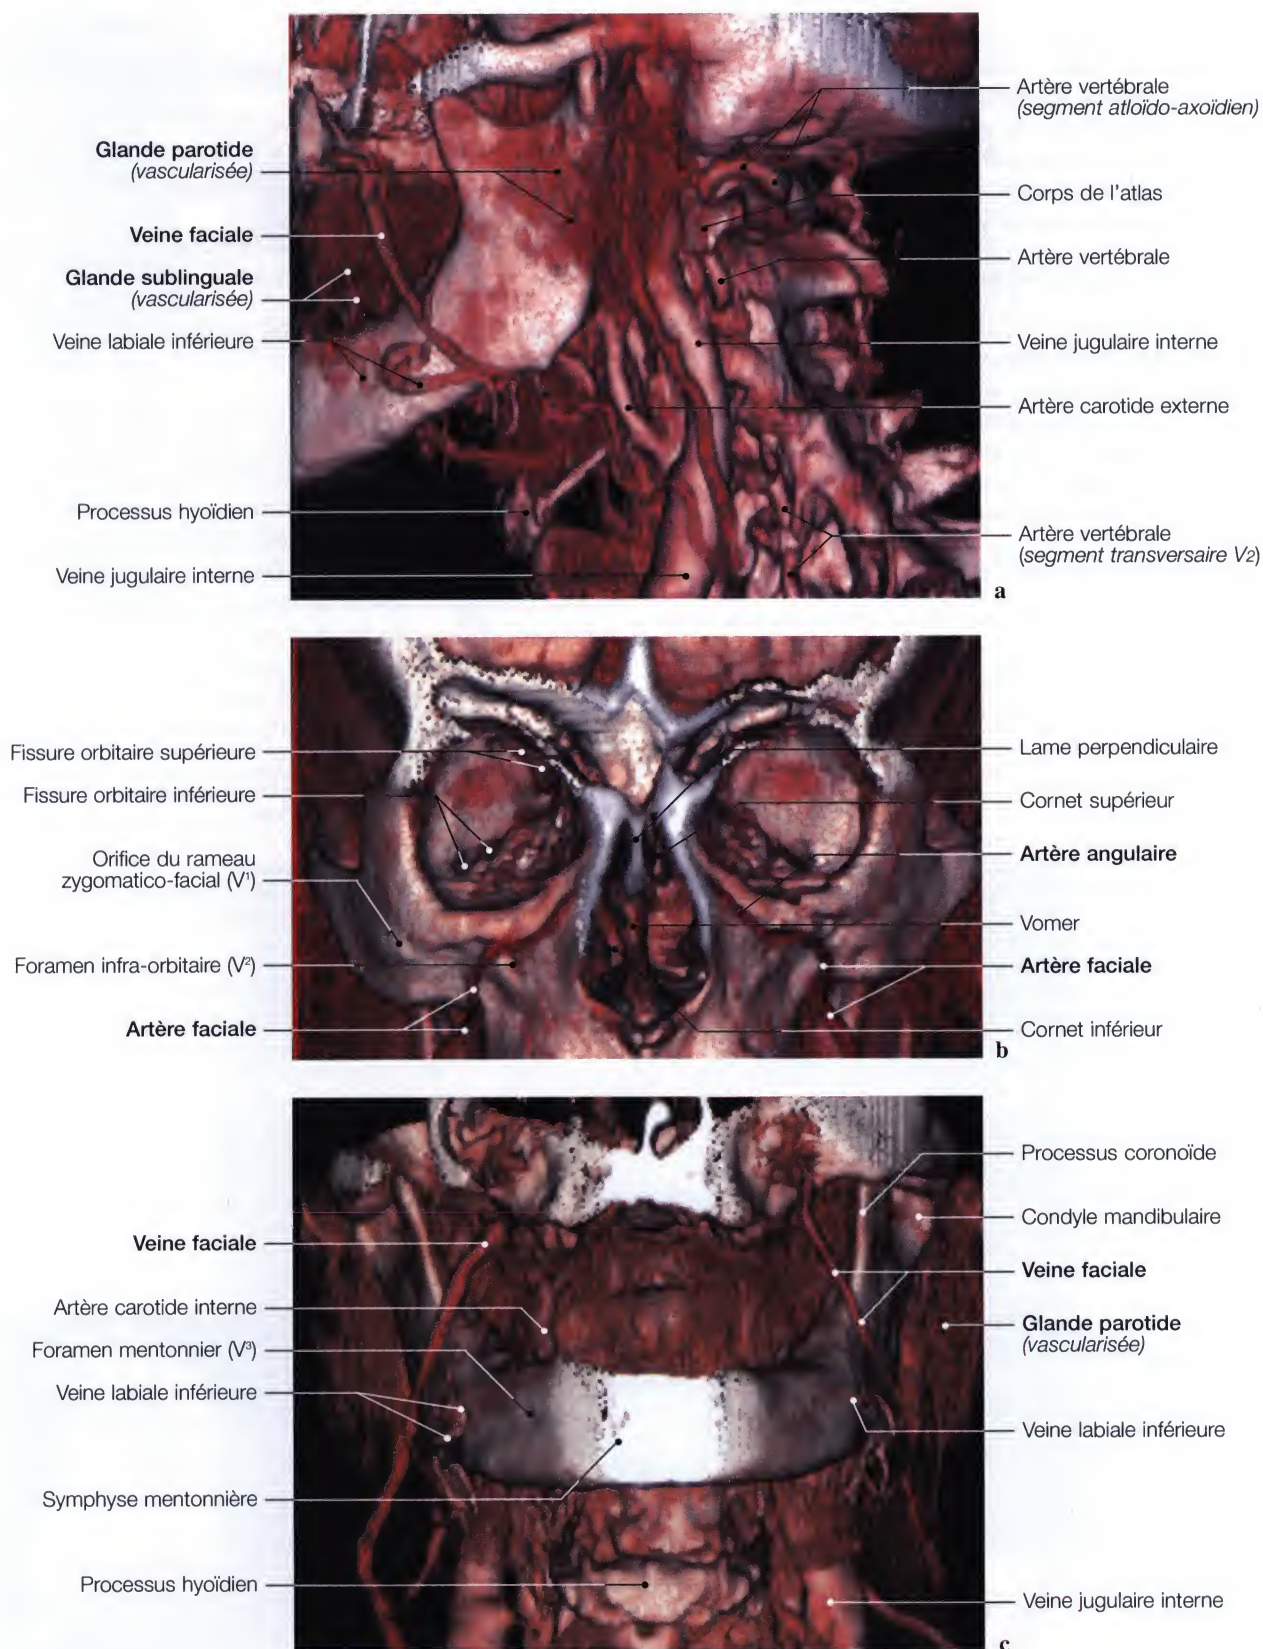 Glande parotide
(vascularisée)
Veine faciale
Glande sublinguale
(vascularisée)
Veine labiale inférieure
Processus hyoïdien
Veine jugulaire interne
Artère vertébrale
(segment atloïdo-axoïdien)
Corps de l'atlas
Artère vertébrale
Veine jugulaire interne
Artère carotide externe
Artère vertébrale
(segment transversaire V2)
a
Fissure orbitaire supérieure
Fissure orbitaire inférieure
Orifice du rameau
zygomatico-facial (V¹)
Foramen infra-orbitaire (V²)
Artère faciale
Lame perpendiculaire
Cornet supérieur
Artère angulaire
Vomer
Artère faciale
Cornet inférieur
b
Veine faciale
Artère carotide interne
Foramen mentonnier (V³)
Veine labiale inférieure
Symphyse mentonnière
Processus hyoïdien
Processus coronoïde
Condyle mandibulaire
Veine faciale
Glande parotide
(vascularisée)
Veine labiale inférieure
Veine jugulaire interne
c